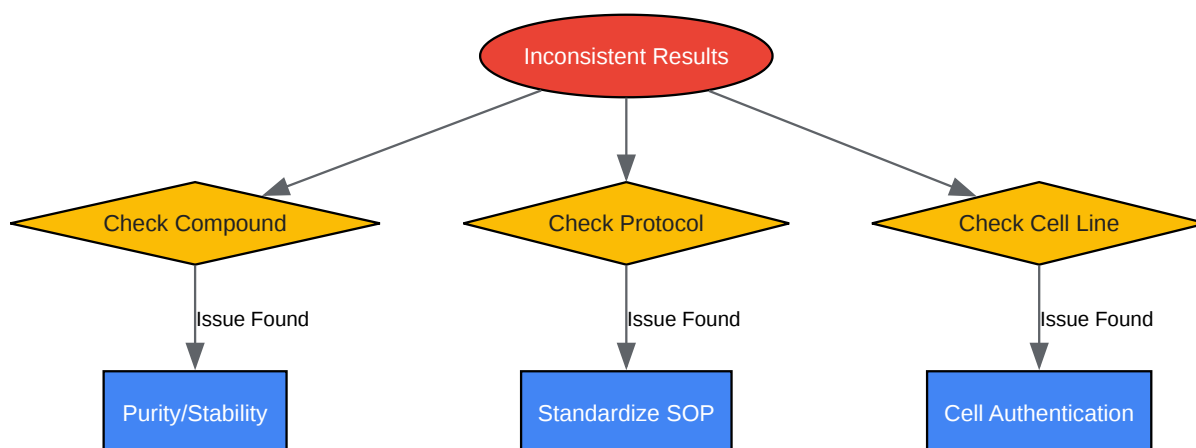 Inconsistent Results
Check Compound
Check Protocol
Check Cell Line
Issue Found
Issue Found
Issue Found
Purity/Stability
Standardize SOP
Cell Authentication